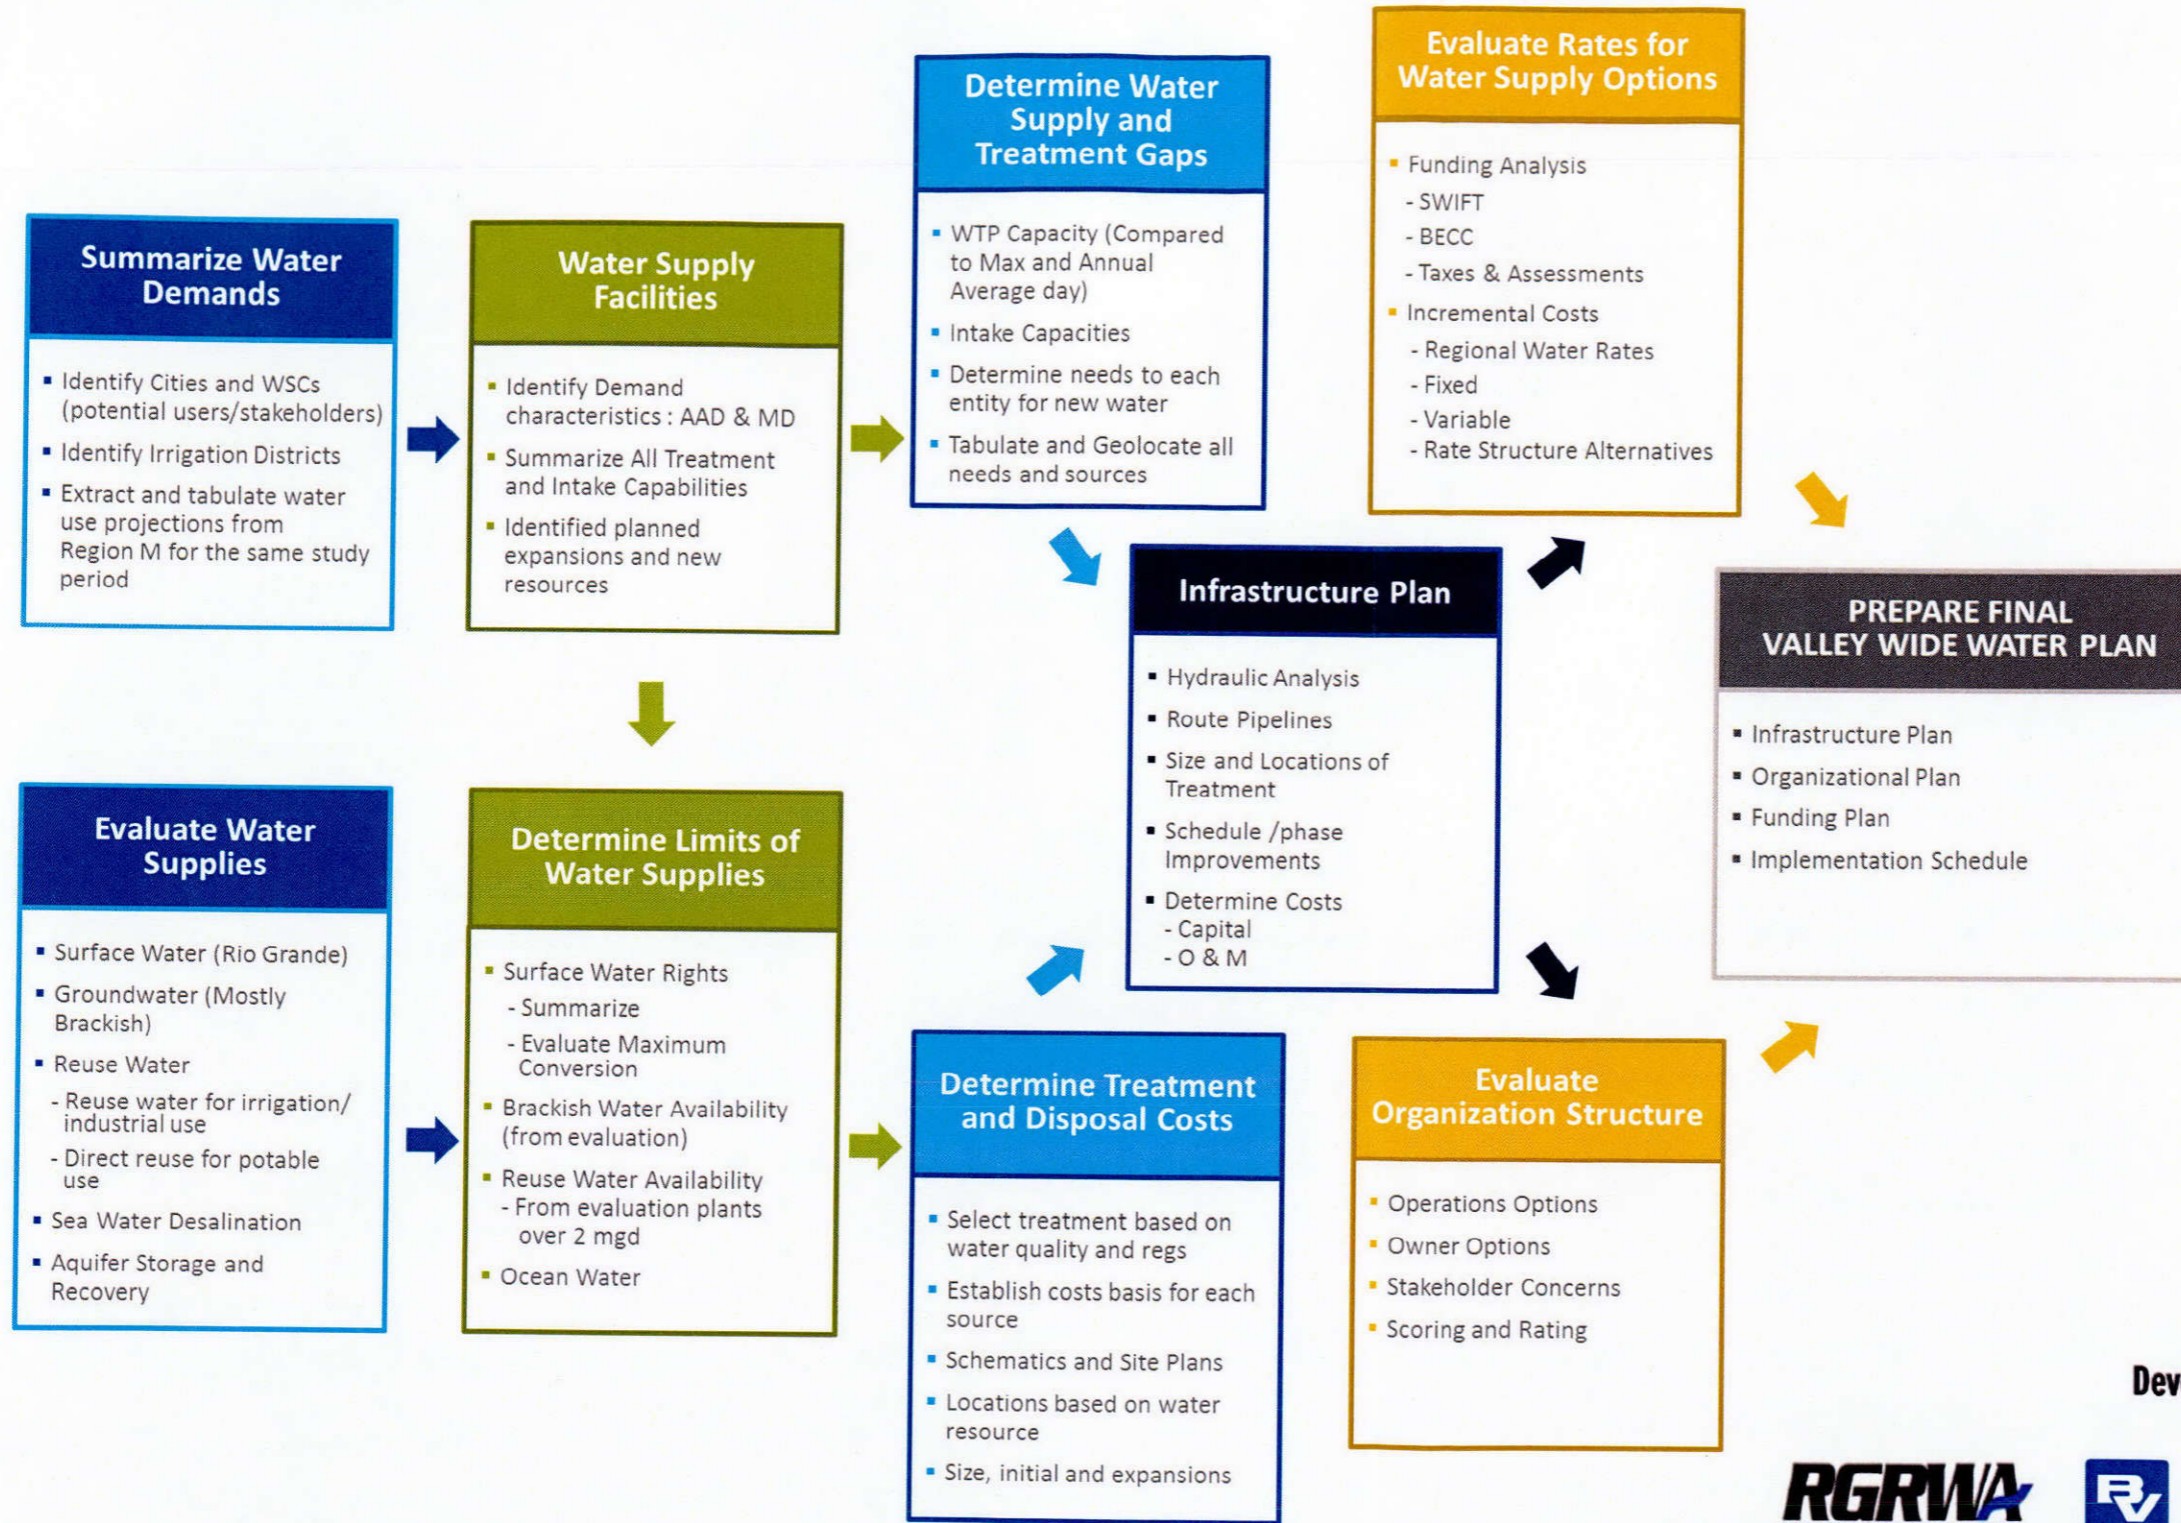 Summarize Water
Demands
▪ Identify Cities and WSCs
(potential users/stakeholders)
▪ Identify Irrigation Districts
▪ Extract and tabulate water
use projections from
Region M for the same study
period
Water Supply
Facilities
▪ Identify Demand
characteristics : AAD & MD
▪ Summarize All Treatment
and Intake Capabilities
▪ Identified planned
expansions and new
resources
Determine Water
Supply and
Treatment Gaps
▪ WTP Capacity (Compared
to Max and Annual
Average day)
▪ Intake Capacities
▪ Determine needs to each
entity for new water
▪ Tabulate and Geolocate all
needs and sources
Evaluate Rates for
Water Supply Options
▪ Funding Analysis
- SWIFT
- BECC
- Taxes & Assessments
▪ Incremental Costs
- Regional Water Rates
- Fixed
- Variable
- Rate Structure Alternatives
Infrastructure Plan
▪ Hydraulic Analysis
▪ Route Pipelines
▪ Size and Locations of
Treatment
▪ Schedule /phase
Improvements
▪ Determine Costs
- Capital
- O & M
PREPARE FINAL
VALLEY WIDE WATER PLAN
▪ Infrastructure Plan
▪ Organizational Plan
▪ Funding Plan
▪ Implementation Schedule
Evaluate Water
Supplies
▪ Surface Water (Rio Grande)
▪ Groundwater (Mostly
Brackish)
▪ Reuse Water
- Reuse water for irrigation/
industrial use
- Direct reuse for potable
use
▪ Sea Water Desalination
▪ Aquifer Storage and
Recovery
Determine Limits of
Water Supplies
▪ Surface Water Rights
- Summarize
- Evaluate Maximum
Conversion
▪ Brackish Water Availability
(from evaluation)
▪ Reuse Water Availability
- From evaluation plants
over 2 mgd
▪ Ocean Water
Determine Treatment
and Disposal Costs
▪ Select treatment based on
water quality and regs
▪ Establish costs basis for each
source
▪ Schematics and Site Plans
▪ Locations based on water
resource
▪ Size, initial and expansions
Evaluate
Organization Structure
▪ Operations Options
▪ Owner Options
▪ Stakeholder Concerns
▪ Scoring and Rating
Dev
RGRWA
BV